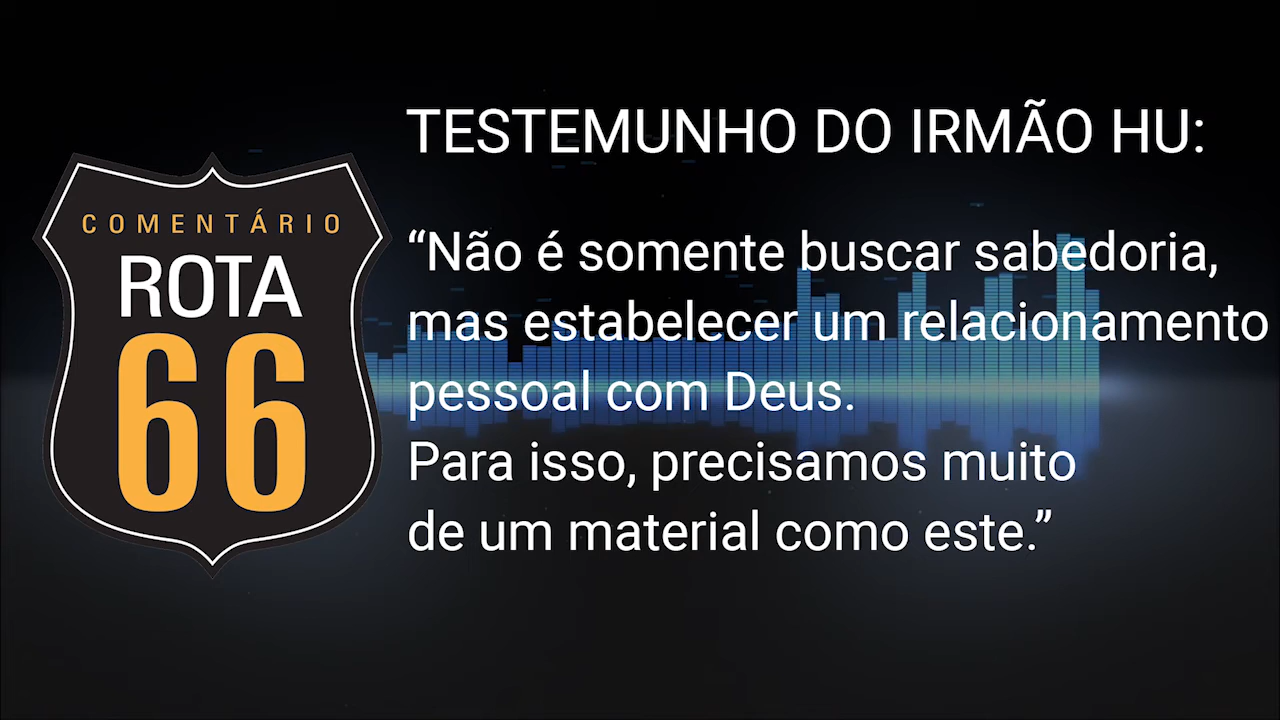 COMENTÁRIO
ROTA
66
TESTEMUNHO DO IRMÃO HU:
“Não é somente buscar sabedoria,
mas estabelecer um relacionamento
pessoal com Deus.
Para isso, precisamos muito
de um material como este.”